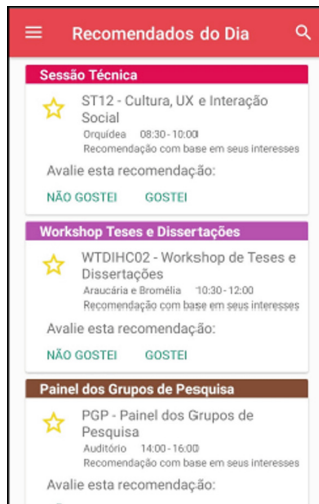 Recomendados do Dia
Sessão Técnica
ST12 - Cultura, UX e Interação
Social
Orquídea 08:30-10:00
Recomendação com base em seus interesses
Avalie esta recomendação:
NÃO GOSTEI GOSTEI
Workshop Teses e Dissertações
WTDIHC02 - Workshop de Teses e
Dissertações
Araucária e Bromélia 10:30-12:00
Recomendação com base em seus interesses
Avalie esta recomendação:
NÃO GOSTEI GOSTEI
Painel dos Grupos de Pesquisa
PGP - Painel dos Grupos de
Pesquisa
Auditório 14:00-16:00
Recomendação com base em seus interesses
Avalie esta recomendação: